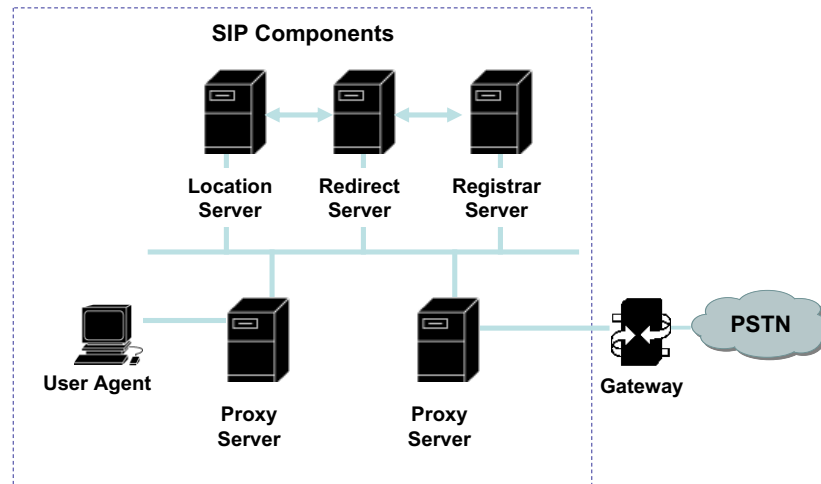 SIP Components
Location
Server
Redirect
Server
Registrar
Server
User Agent
Proxy
Server
Proxy
Server
Gateway
PSTN